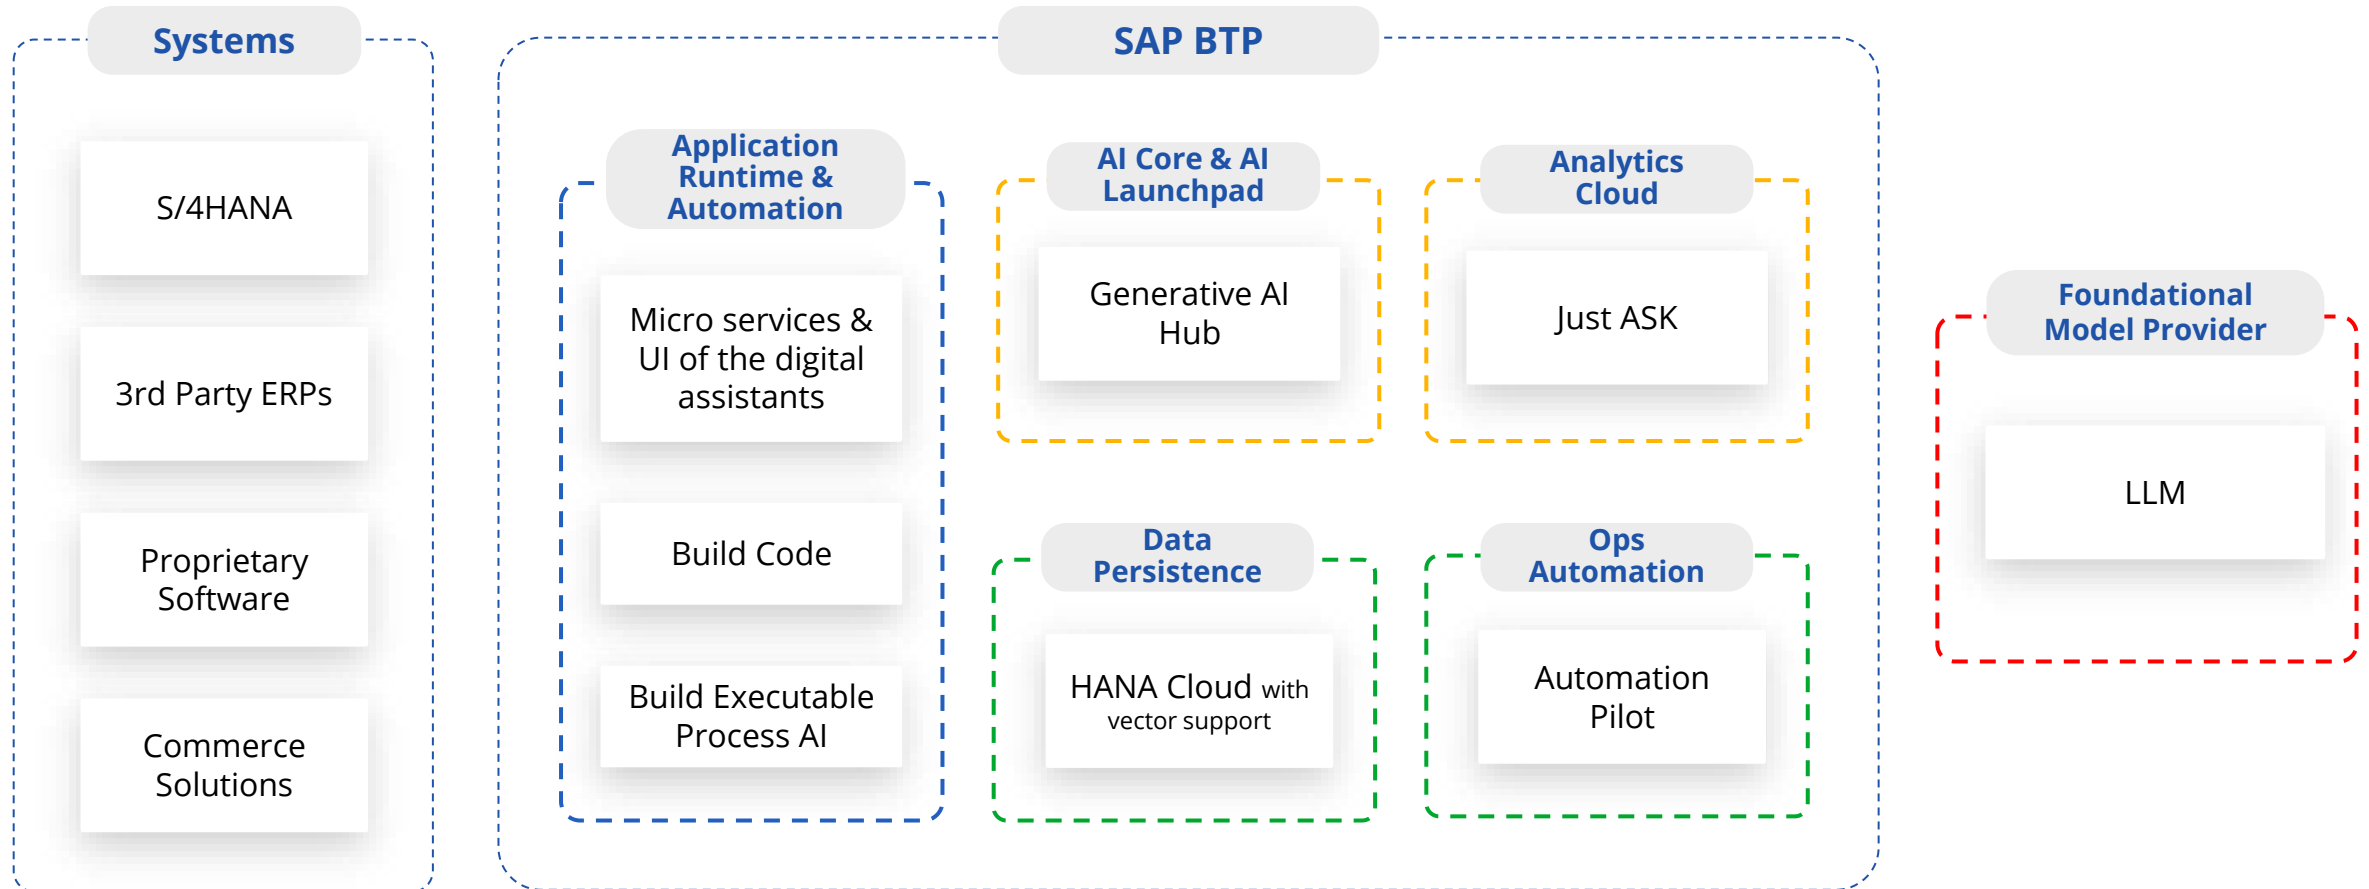 Systems
S/4HANA
3rd Party ERPs
Proprietary
Software
Commerce
Solutions
SAP BTP
Application
Runtime &
Automation
Micro services &
UI of the digital
assistants
Build Code
Build Executable
Process AI
AI Core & AI
Launchpad
Generative AI
Hub
Analytics
Cloud
Just ASK
Data
Persistence
HANA Cloud with
vector support
Ops
Automation
Automation
Pilot
Foundational
Model Provider
LLM